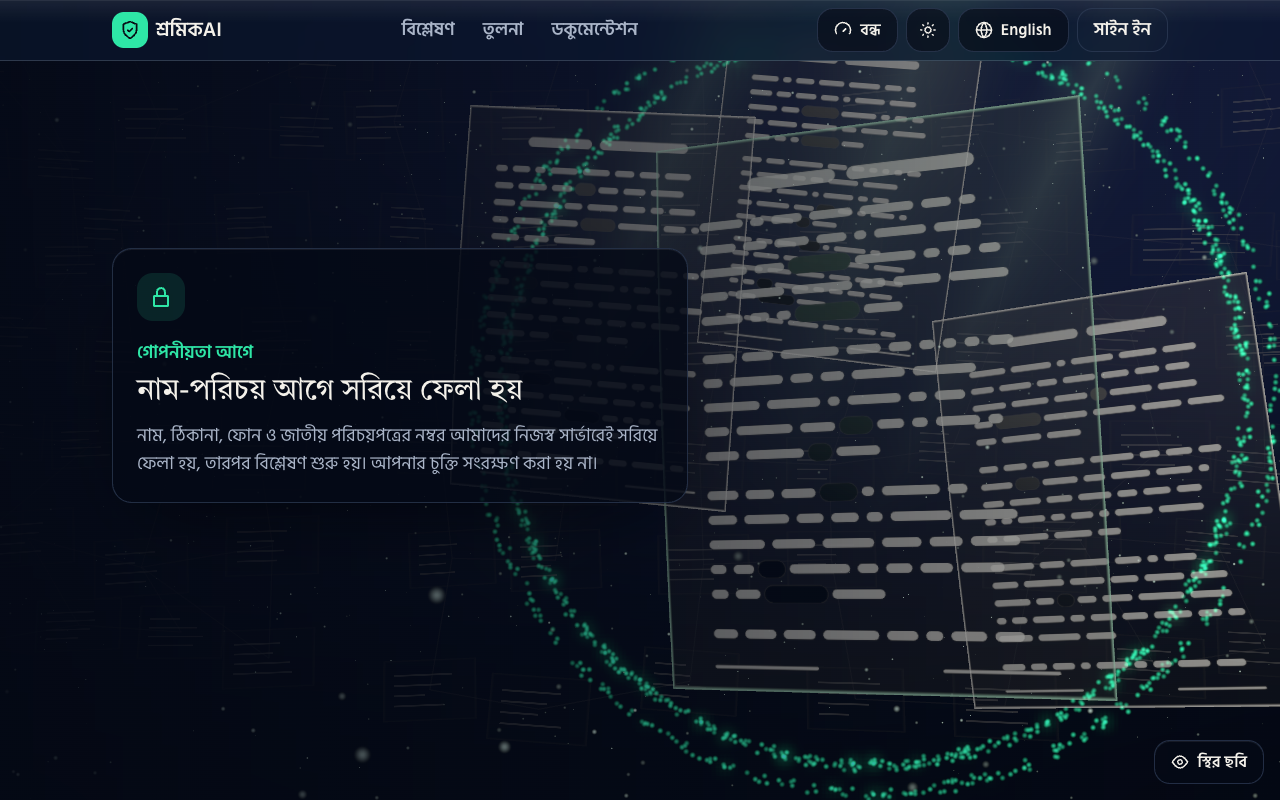 শ্রমিকAI
বিশ্লেষণ তুলনা ডকুমেন্টেশন
বন্ধ
English
সাইন ইন
গোপনীয়তা আগে
নাম-পরিচয় আগে সরিয়ে ফেলা হয়
নাম, ঠিকানা, ফোন ও জাতীয় পরিচয়পত্রের নম্বর আমাদের নিজস্ব সার্ভারেই সরিয়ে
ফেলা হয়, তারপর বিশ্লেষণ শুরু হয়। আপনার চুক্তি সংরক্ষণ করা হয় না।
স্থির ছবি